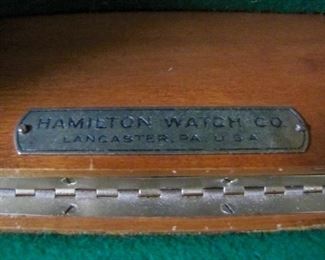 HAMILTON WATCH CO.
LANCASTER, PA. U.S.A.